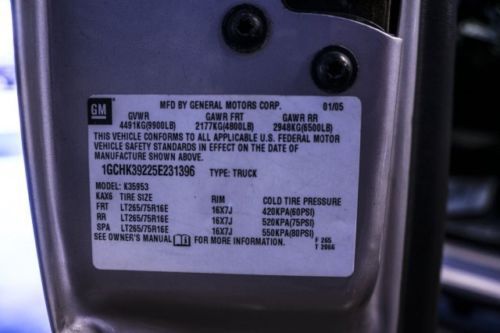 GM
MFD BY GENERAL MOTORS CORP. 01/05
GVWR GAWR FRT GAWR RR
4491KG(9900LB) 2177KG(4800LB) 2948KG(6500LB)
THIS VEHICLE CONFORMS TO ALL APPLICABLE U.S. FEDERAL MOTOR
VEHICLE SAFETY STANDARDS IN EFFECT ON THE DATE OF
MANUFACTURE SHOWN ABOVE.
1GCHK39225E231396 TYPE: TRUCK
MODEL: K35953
KAX6 TIRE SIZE RIM COLD TIRE PRESSURE
FRT LT265/75R16E 16X7J 420KPA(60PSI)
RR LT265/75R16E 16X7J 520KPA(75PSI)
SPA LT265/75R16E 16X7J 550KPA(80PSI)
SEE OWNER'S MANUAL FOR MORE INFORMATION. F 265
T 2066